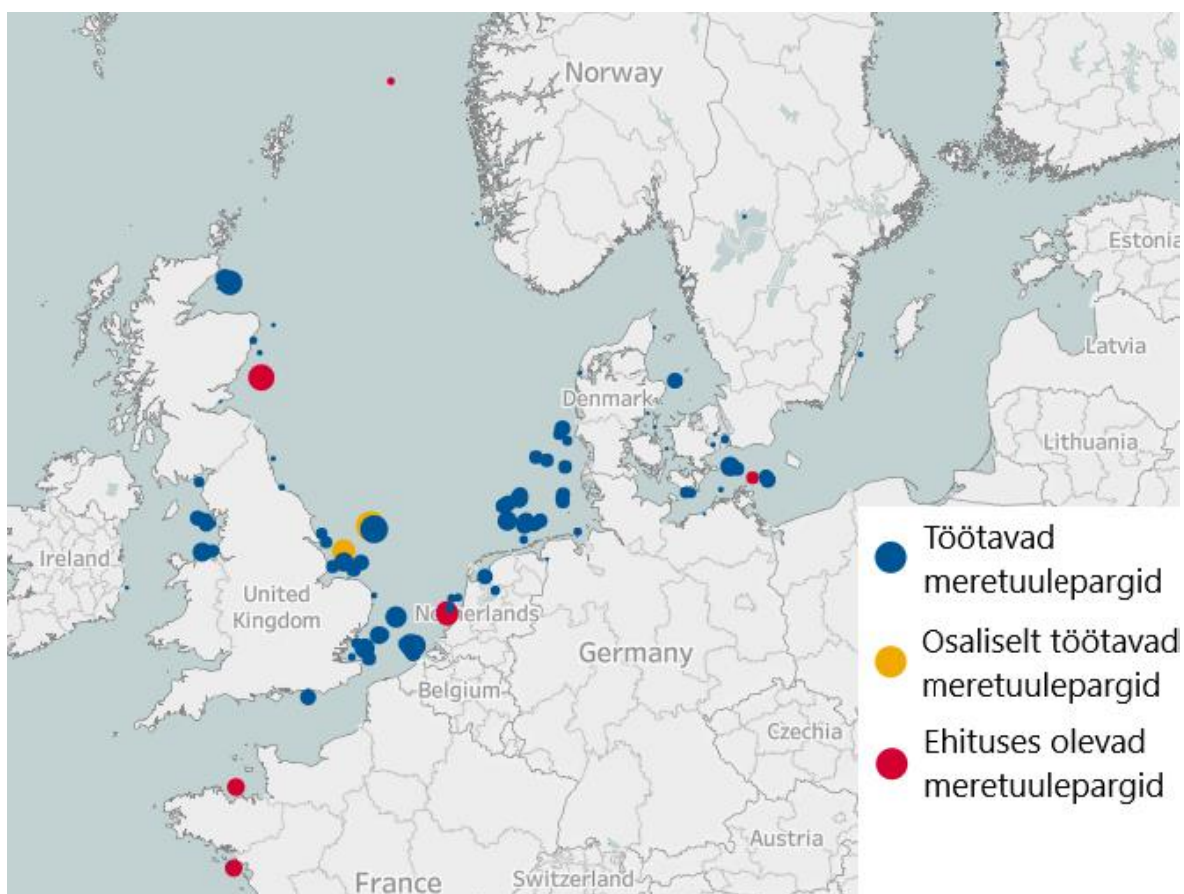 Norway
Estonia
Latvia
Denmark
Lithuania
Ireland
United
Kingdom
Netherlands
Germany
Belgium
Czechia
Austria
France
Switzerland
Töötavad
meretuulepargid
Osaliselt töötavad
meretuulepargid
Ehituses olevad
meretuulepargid